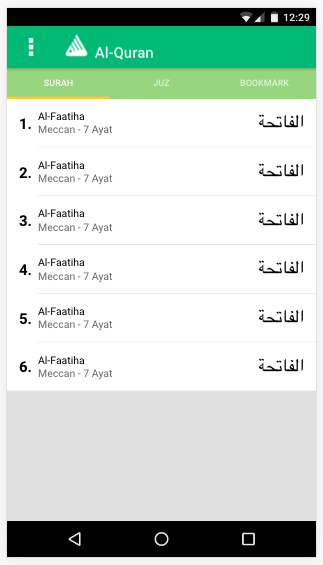 12:29
Al-Quran
SURAH JUZ BOOKMARK
1. Al-Faatiha الفاتحة
Meccan - 7 Ayat
2. Al-Faatiha الفاتحة
Meccan - 7 Ayat
3. Al-Faatiha الفاتحة
Meccan - 7 Ayat
4. Al-Faatiha الفاتحة
Meccan - 7 Ayat
5. Al-Faatiha الفاتحة
Meccan - 7 Ayat
6. Al-Faatiha الفاتحة
Meccan - 7 Ayat